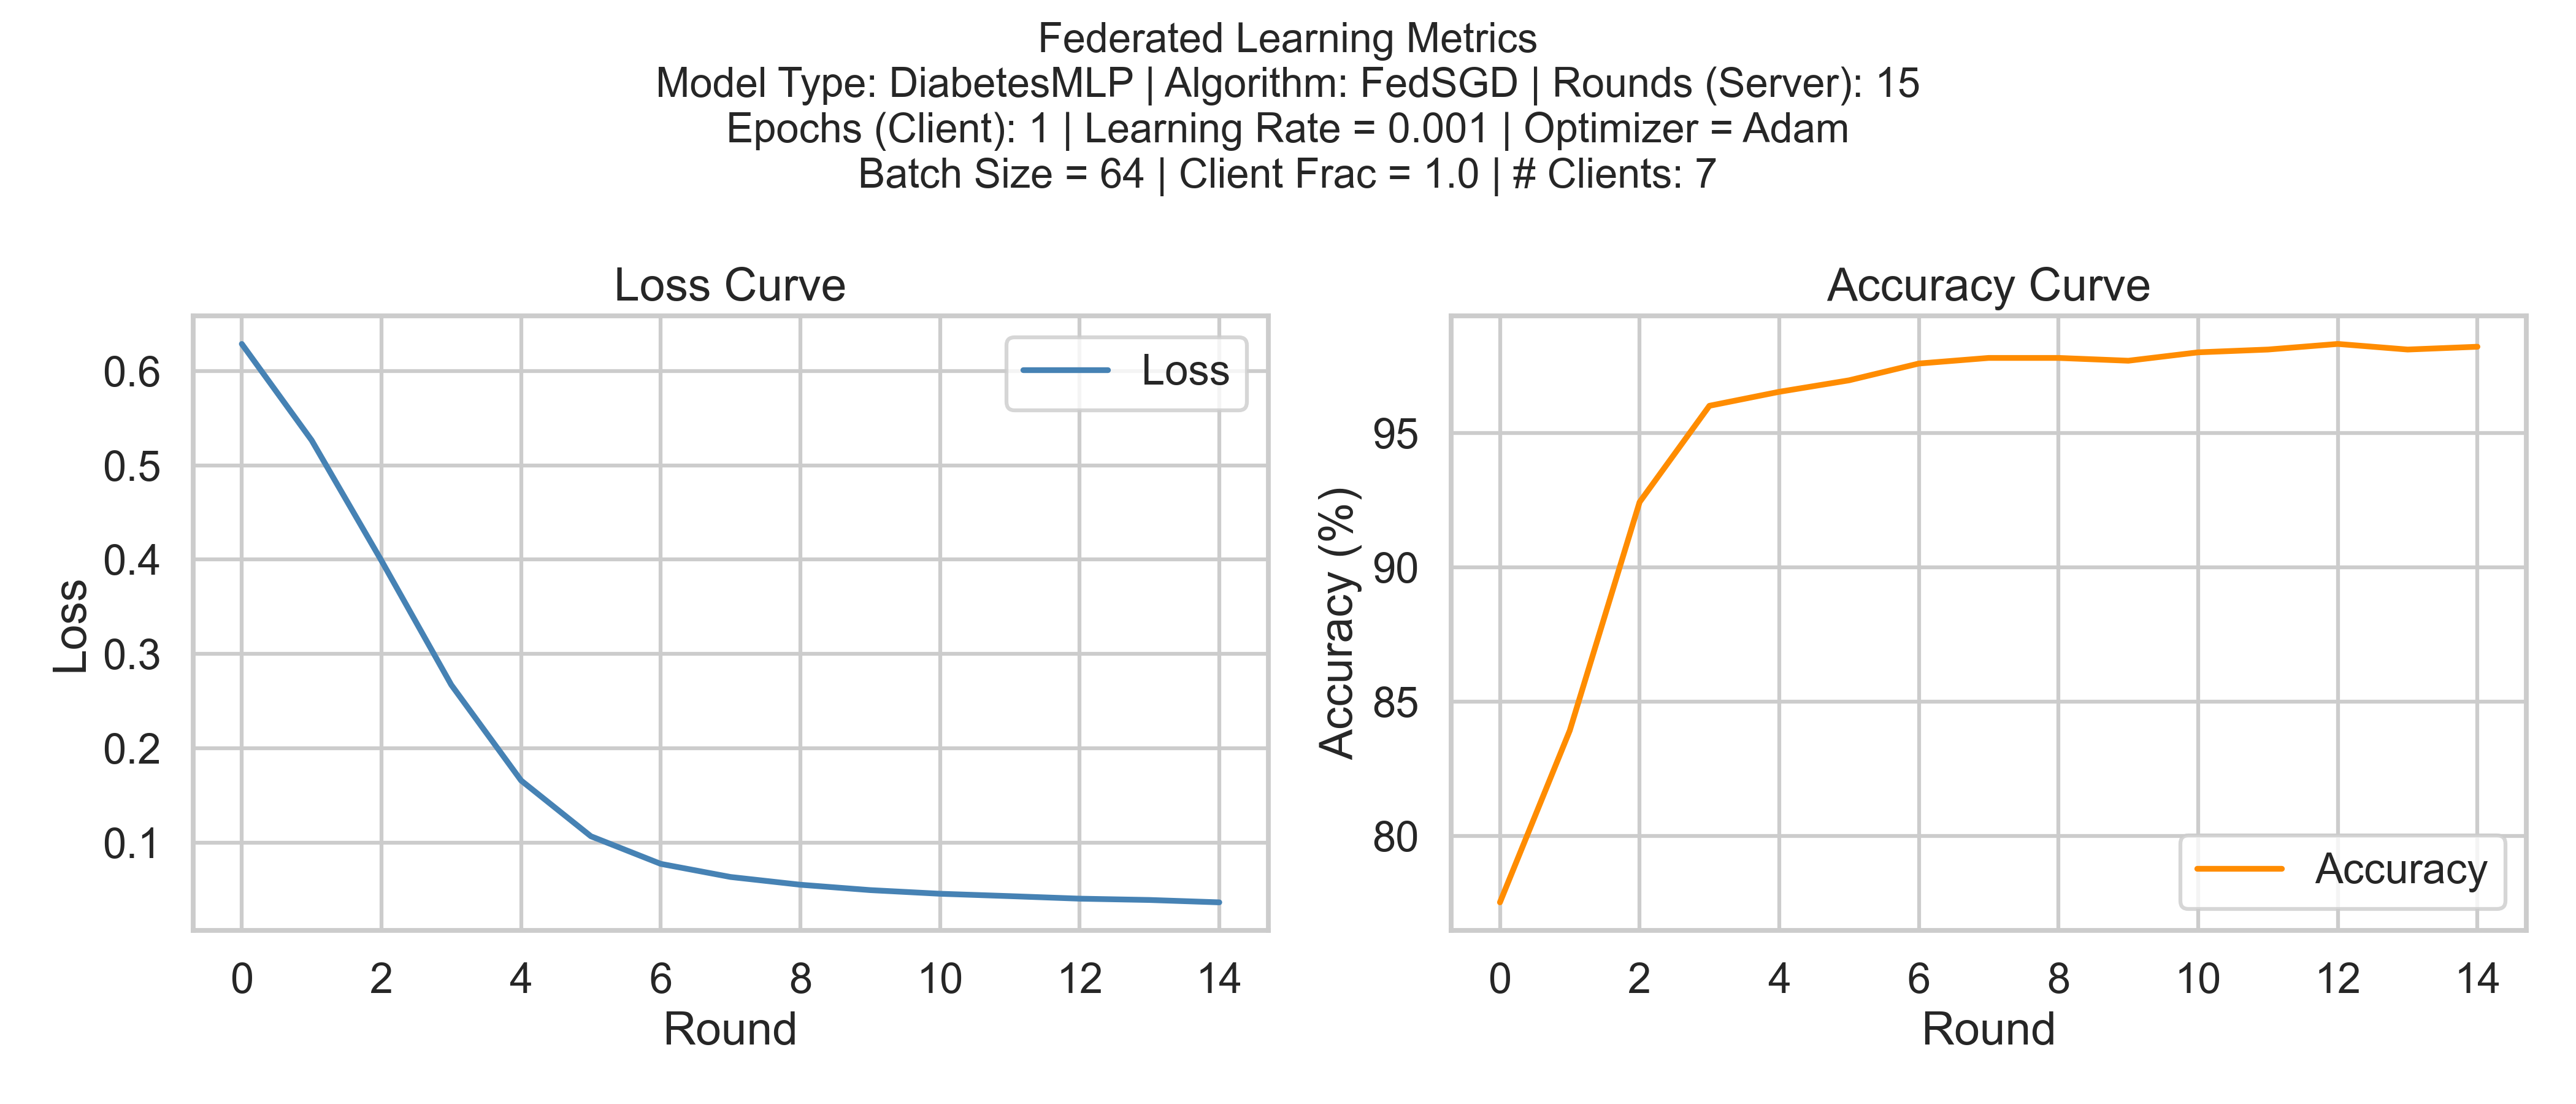 Federated Learning Metrics
Model Type: DiabetesMLP | Algorithm: FedSGD | Rounds (Server): 15
Epochs (Client): 1 | Learning Rate = 0.001 | Optimizer = Adam
Batch Size = 64 | Client Frac = 1.0 | # Clients: 7
Loss Curve
Loss
0.6
0.5
0.4
0.3
0.2
0.1
Loss
0 2 4 6 8 10 12 14
Round
Accuracy Curve
95
90
85
80
Accuracy (%)
Accuracy
0 2 4 6 8 10 12 14
Round